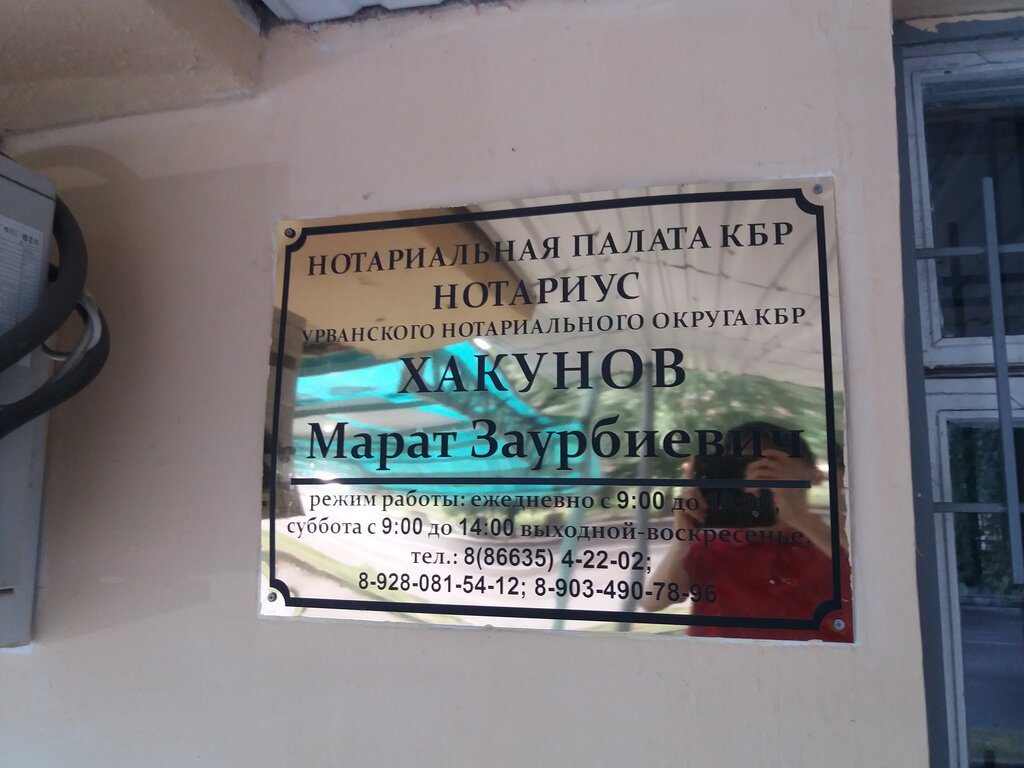 НОТАРИАЛЬНАЯ ПАЛАТА КБР
НОТАРИУС
УРВАНСКОГО НОТАРИАЛЬНОГО ОКРУГА КБР
ХАКУНОВ
Марат Заурбиевич
режим работы: ежедневно с 9:00 до
суббота с 9:00 до 14:00 выходной-воскресенье.
тел.: 8(86635) 4-22-02;
8-928-081-54-12; 8-903-490-78-96